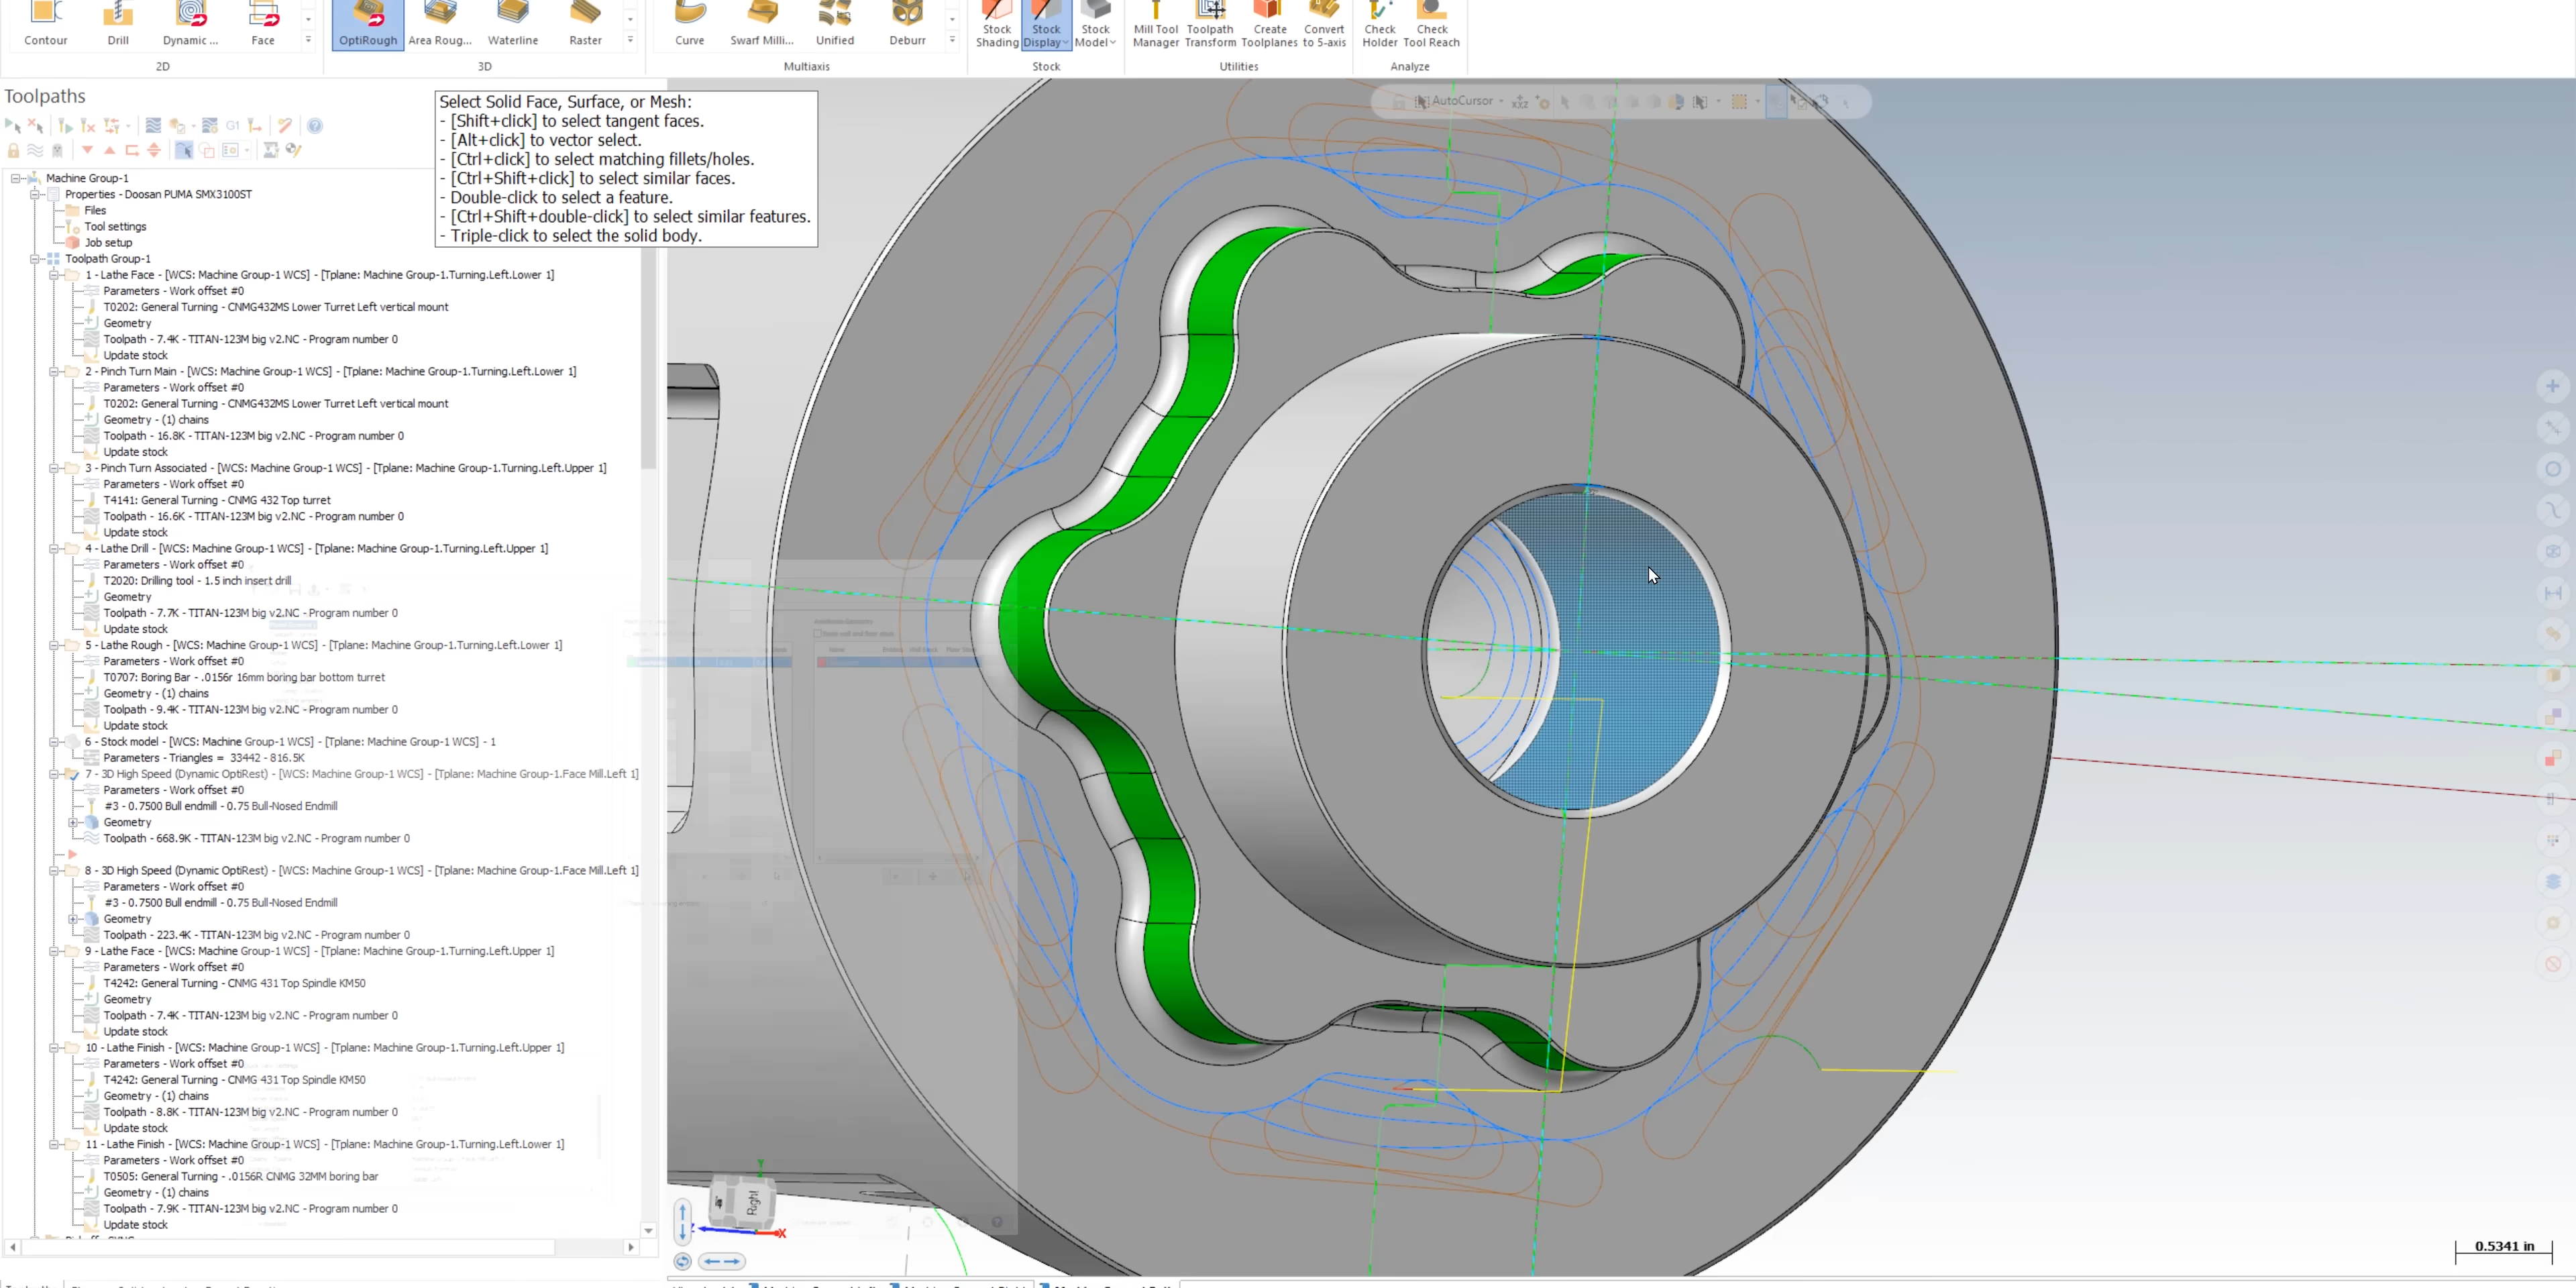 Contour
Drill
Dynamic ...
Face
OptiRough
Area Roug...
Waterline
Raster
Curve
Swarf Milli...
Unified
Deburr
Stock Shading
Stock Display
Stock Model
Mill Tool Manager
Toolpath Transform
Create Toolplanes
Convert to 5-axis
Check Holder
Check Tool Reach
2D
3D
Multiaxis
Stock
Utilities
Analyze
Toolpaths
G1
Select Solid Face, Surface, or Mesh:
- [Shift+click] to select tangent faces.
- [Alt+click] to vector select.
- [Ctrl+click] to select matching fillets/holes.
- [Ctrl+Shift+click] to select similar faces.
- Double-click to select a feature.
- [Ctrl+Shift+double-click] to select similar features.
- Triple-click to select the solid body.
AutoCursor
Machine Group-1
Properties - Doosan PUMA SMX3100ST
Files
Tool settings
Job setup
Toolpath Group-1
1 - Lathe Face - [WCS: Machine Group-1 WCS] - [Tplane: Machine Group-1.Turning.Left.Lower 1]
Parameters - Work offset #0
T0202: General Turning - CNMG432MS Lower Turret Left vertical mount
Geometry
Toolpath - 7.4K - TITAN-123M big v2.NC - Program number 0
Update stock
2 - Pinch Turn Main - [WCS: Machine Group-1 WCS] - [Tplane: Machine Group-1.Turning.Left.Lower 1]
Parameters - Work offset #0
T0202: General Turning - CNMG432MS Lower Turret Left vertical mount
Geometry - (1) chains
Toolpath - 16.8K - TITAN-123M big v2.NC - Program number 0
Update stock
3 - Pinch Turn Associated - [WCS: Machine Group-1 WCS] - [Tplane: Machine Group-1.Turning.Left.Upper 1]
Parameters - Work offset #0
T4141: General Turning - CNMG 432 Top turret
Toolpath - 16.6K - TITAN-123M big v2.NC - Program number 0
Update stock
4 - Lathe Drill - [WCS: Machine Group-1 WCS] - [Tplane: Machine Group-1.Turning.Left.Upper 1]
Parameters - Work offset #0
T2020: Drilling tool - 1.5 inch insert drill
Geometry
Toolpath - 7.7K - TITAN-123M big v2.NC - Program number 0
Update stock
5 - Lathe Rough - [WCS: Machine Group-1 WCS] - [Tplane: Machine Group-1.Turning.Left.Lower 1]
Parameters - Work offset #0
T0707: Boring Bar - .0156r 16mm boring bar bottom turret
Geometry - (1) chains
Toolpath - 9.4K - TITAN-123M big v2.NC - Program number 0
Update stock
6 - Stock model - [WCS: Machine Group-1 WCS] - [Tplane: Machine Group-1 WCS] - 1
Parameters - Triangles = 33442 - 816.5K
7 - 3D High Speed (Dynamic OptiRest) - [WCS: Machine Group-1 WCS] - [Tplane: Machine Group-1.Face Mill.Left 1]
Parameters - Work offset #0
#3 - 0.7500 Bull endmill - 0.75 Bull-Nosed Endmill
Geometry
Toolpath - 668.9K - TITAN-123M big v2.NC - Program number 0
8 - 3D High Speed (Dynamic OptiRest) - [WCS: Machine Group-1 WCS] - [Tplane: Machine Group-1.Face Mill.Left 1]
Parameters - Work offset #0
#3 - 0.7500 Bull endmill - 0.75 Bull-Nosed Endmill
Geometry
Toolpath - 223.4K - TITAN-123M big v2.NC - Program number 0
9 - Lathe Face - [WCS: Machine Group-1 WCS] - [Tplane: Machine Group-1.Turning.Left.Upper 1]
Parameters - Work offset #0
T4242: General Turning - CNMG 431 Top Spindle KM50
Geometry
Toolpath - 7.4K - TITAN-123M big v2.NC - Program number 0
Update stock
10 - Lathe Finish - [WCS: Machine Group-1 WCS] - [Tplane: Machine Group-1.Turning.Left.Upper 1]
Parameters - Work offset #0
T4242: General Turning - CNMG 431 Top Spindle KM50
Geometry - (1) chains
Toolpath - 8.8K - TITAN-123M big v2.NC - Program number 0
Update stock
11 - Lathe Finish - [WCS: Machine Group-1 WCS] - [Tplane: Machine Group-1.Turning.Left.Lower 1]
Parameters - Work offset #0
T0505: General Turning - .0156R CNMG 32MM boring bar
Geometry - (1) chains
Toolpath - 7.9K - TITAN-123M big v2.NC - Program number 0
Update stock
Right
Y
X
0.5341 in